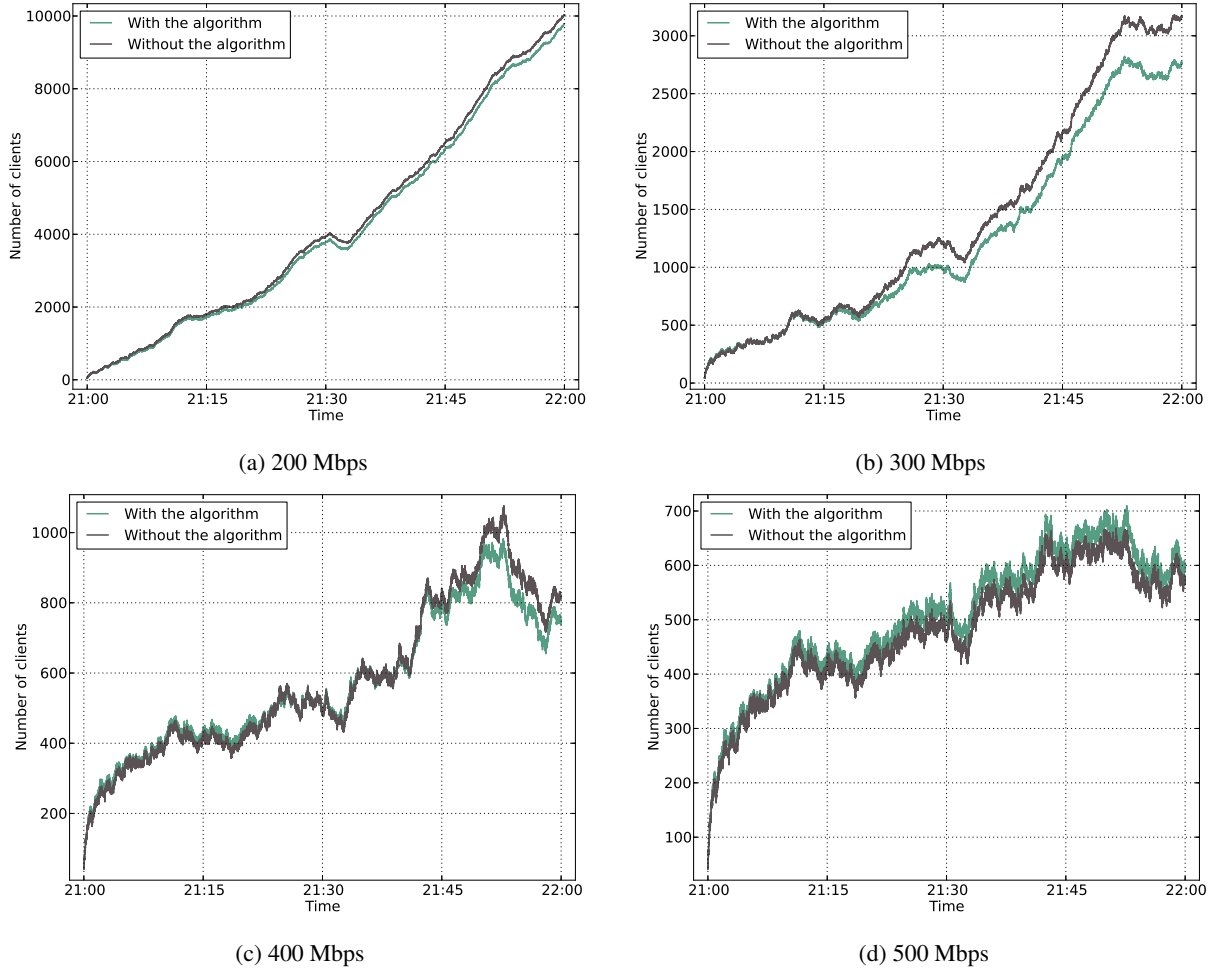 With the algorithm
Without the algorithm
Number of clients
10000
8000
6000
4000
2000
0
21:00
21:15
21:30
21:45
22:00
Time
(a) 200 Mbps
With the algorithm
Without the algorithm
Number of clients
3000
2500
2000
1500
1000
500
0
21:00
21:15
21:30
21:45
22:00
Time
(b) 300 Mbps
With the algorithm
Without the algorithm
Number of clients
1000
800
600
400
200
21:00
21:15
21:30
21:45
22:00
Time
(c) 400 Mbps
With the algorithm
Without the algorithm
Number of clients
700
600
500
400
300
200
100
21:00
21:15
21:30
21:45
22:00
Time
(d) 500 Mbps